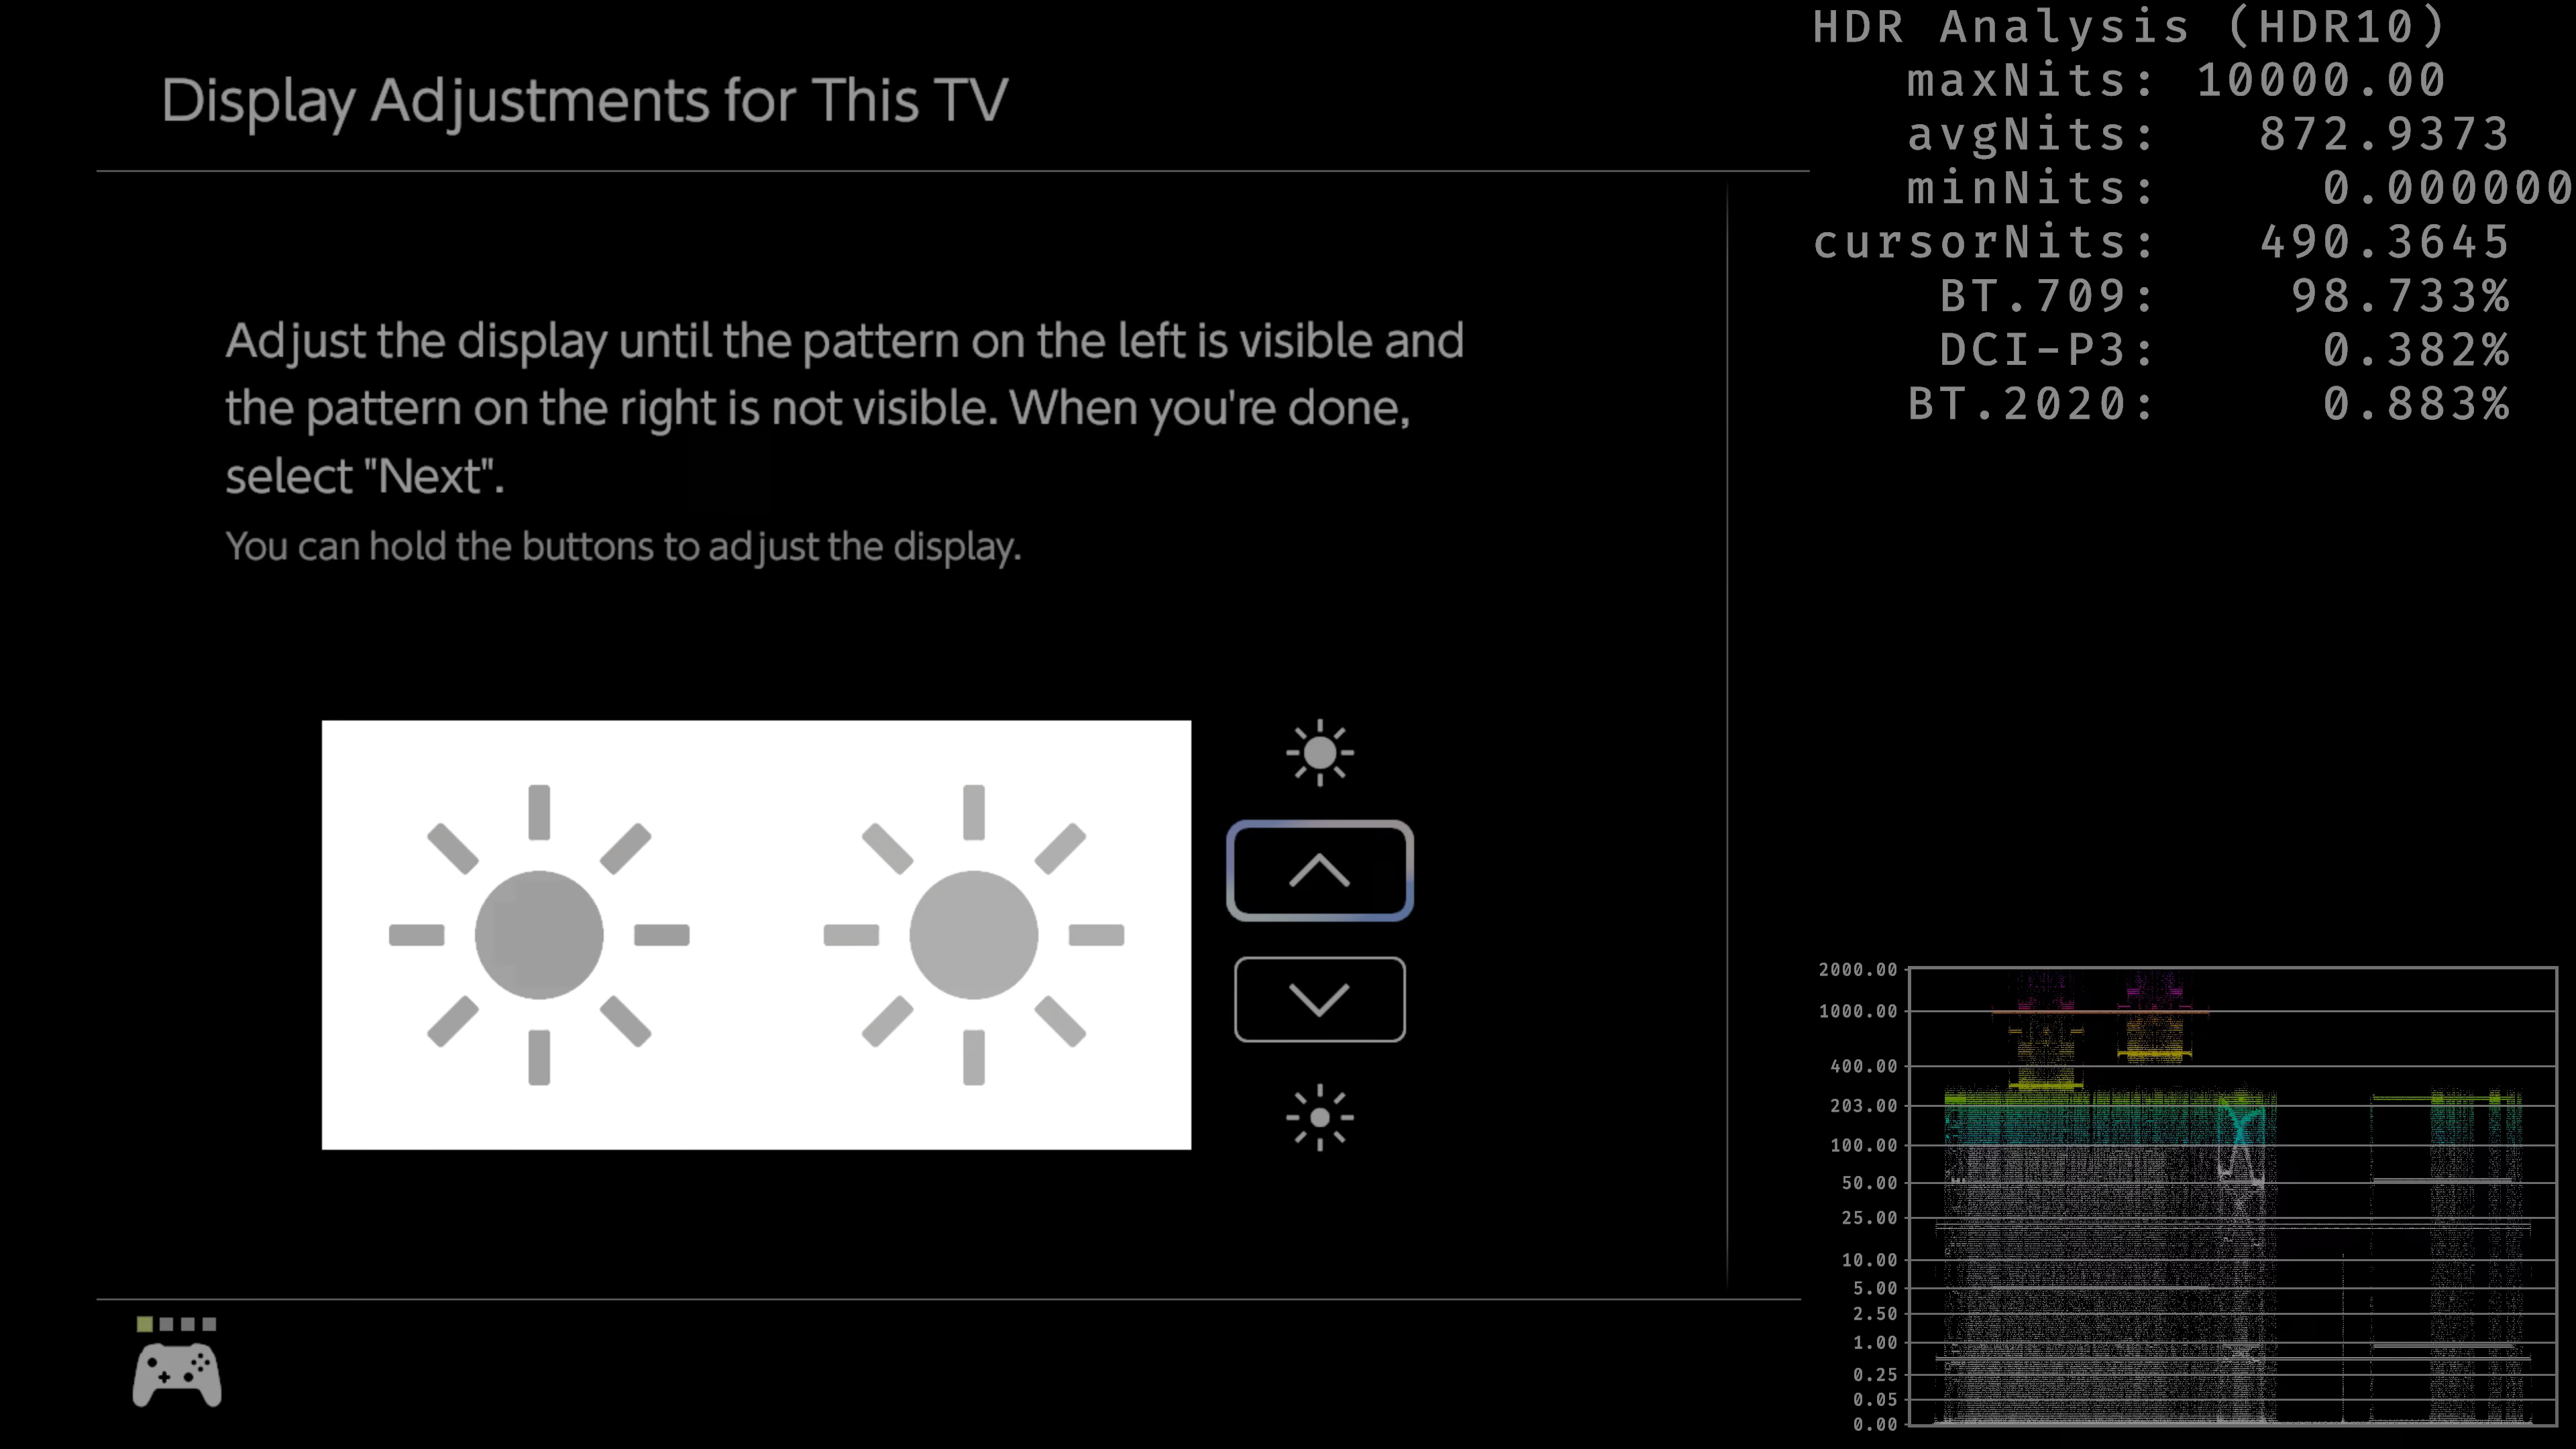 Display Adjustments for This TV
Adjust the display until the pattern on the left is visible and
the pattern on the right is not visible. When you're done,
select "Next".
You can hold the buttons to adjust the display.
HDR Analysis (HDR10)
maxNits: 10000.00
avgNits: 872.9373
minNits: 0.000000
cursorNits: 490.3645
BT.709: 98.733%
DCI-P3: 0.382%
BT.2020: 0.883%
2000.00
1000.00
400.00
203.00
100.00
50.00
25.00
10.00
5.00
2.50
1.00
0.25
0.05
0.00